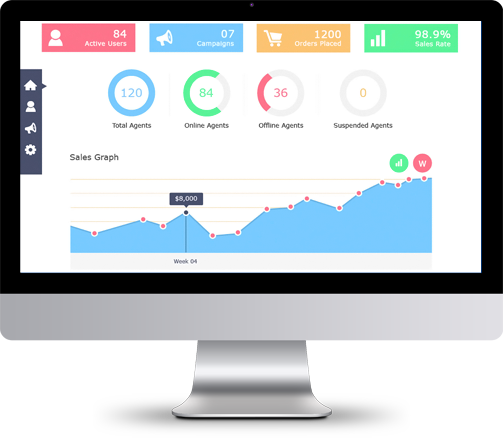 84
Active Users
07
Campaigns
1200
Orders Placed
98.9%
Sales Rate
120
84
36
0
Total Agents
Online Agents
Offline Agents
Suspended Agents
Sales Graph
W
$8,000
Week 04